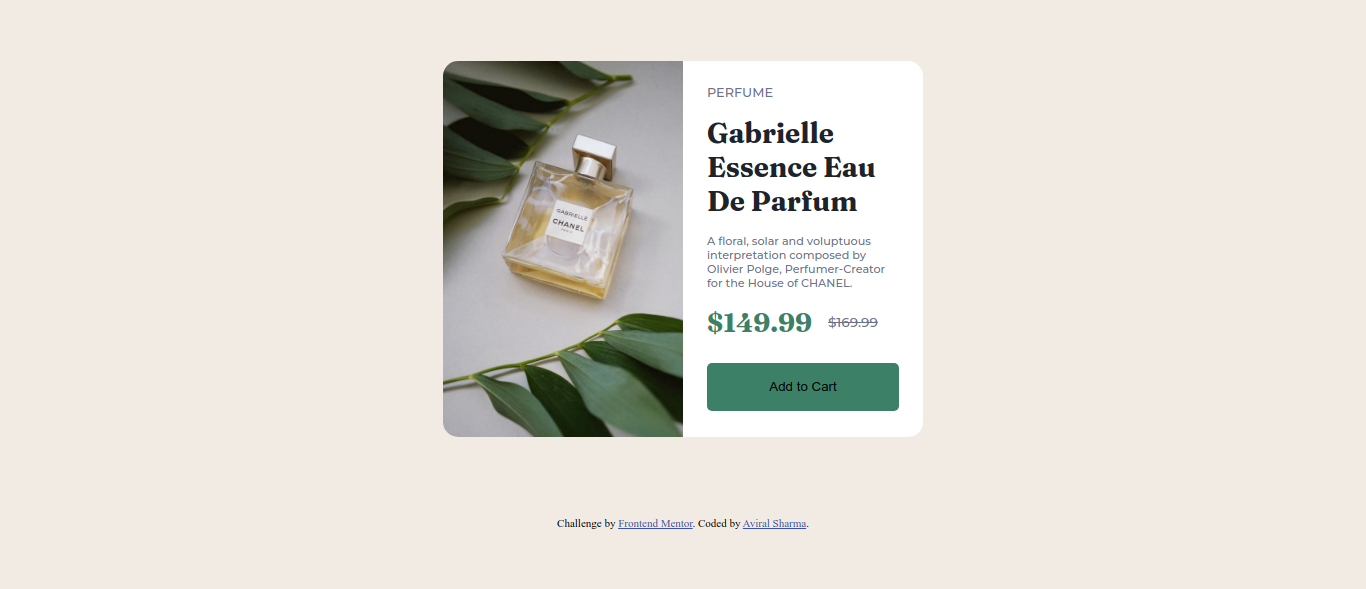 PERFUME
Gabrielle
Essence Eau
De Parfum
GABRIELLE
CHANEL
PARIS
A floral, solar and voluptuous
interpretation composed by
Olivier Polge, Perfumer-Creator
for the House of CHANEL.
$149.99 $169.99
Add to Cart
Challenge by Frontend Mentor. Coded by Aviral Sharma.